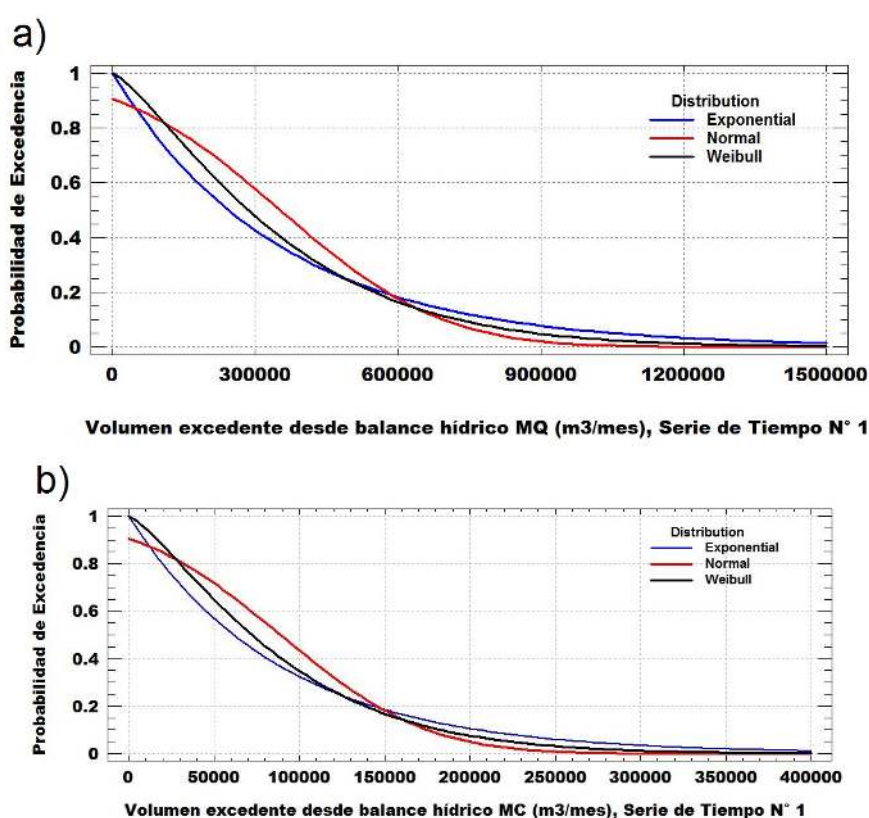 a)
Probabilidad de Excedencia
1
0.8
0.6
0.4
0.2
0
Distribution
Exponential
Normal
Weibull
0 300000 600000 900000 1200000 1500000
Volumen excedente desde balance hídrico MQ (m3/mes), Serie de Tiempo N° 1
b)
Probabilidad de Excedencia
1
0.8
0.6
0.4
0.2
0
Distribution
Exponential
Normal
Weibull
0 50000 100000 150000 200000 250000 300000 350000 400000
Volumen excedente desde balance hídrico MC (m3/mes), Serie de Tiempo N° 1